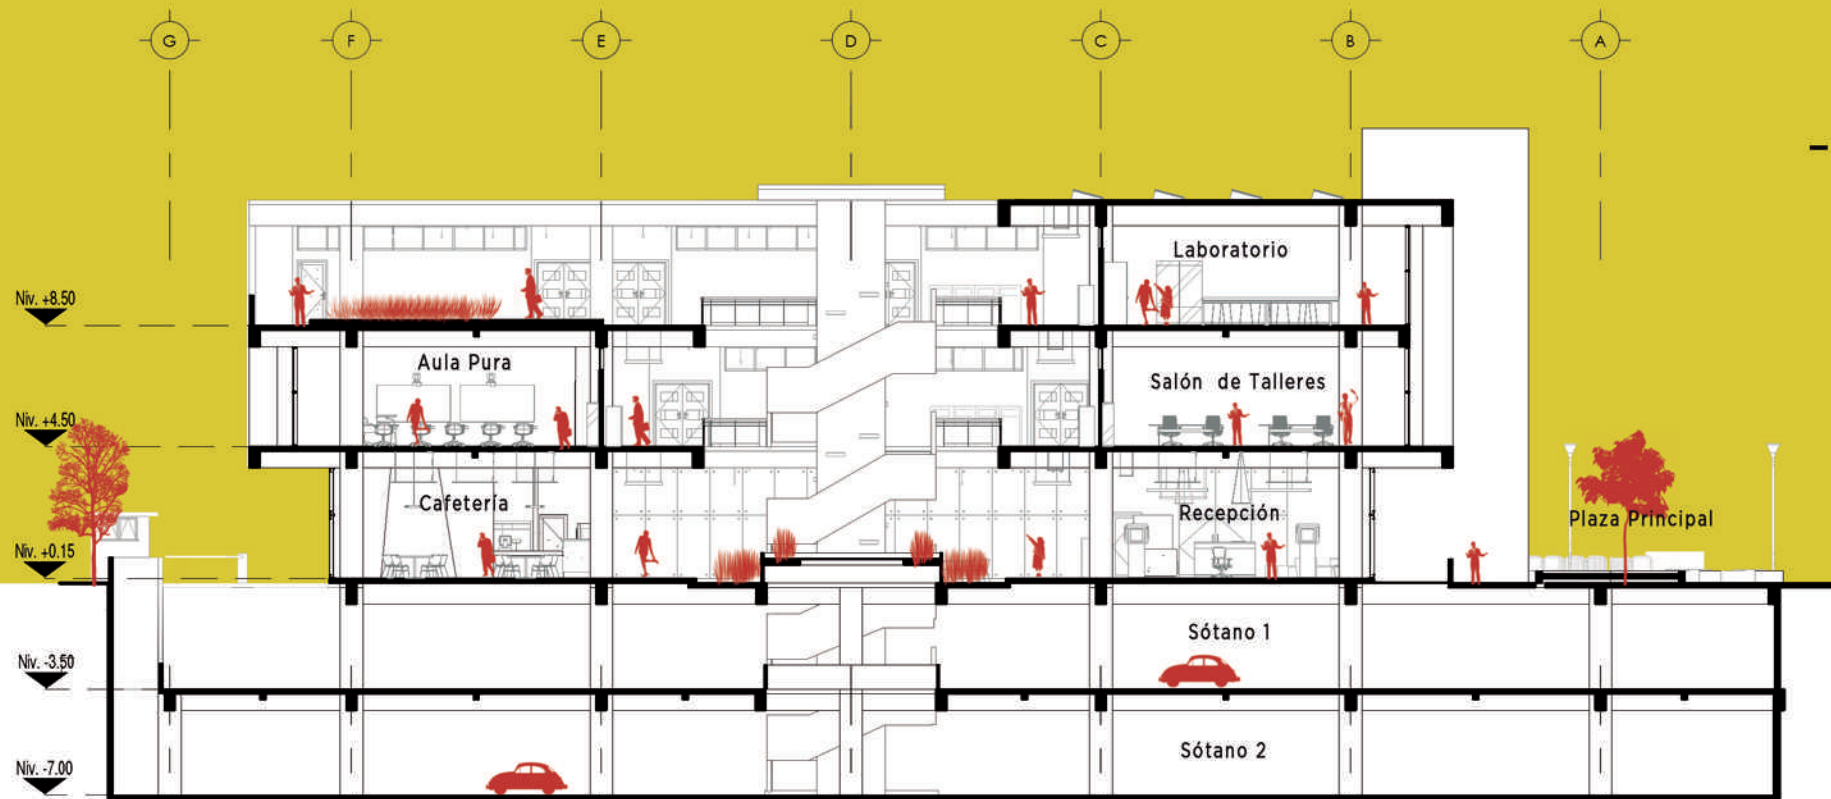 G F E D C B A
Laboratorio
Niv. +8.50
Aula Pura
Salón de Talleres
Niv. +4.50
Cafetería
Recepción
Plaza Principal
Niv. +0.15
Sótano 1
Niv. -3.50
Sótano 2
Niv. -7.00